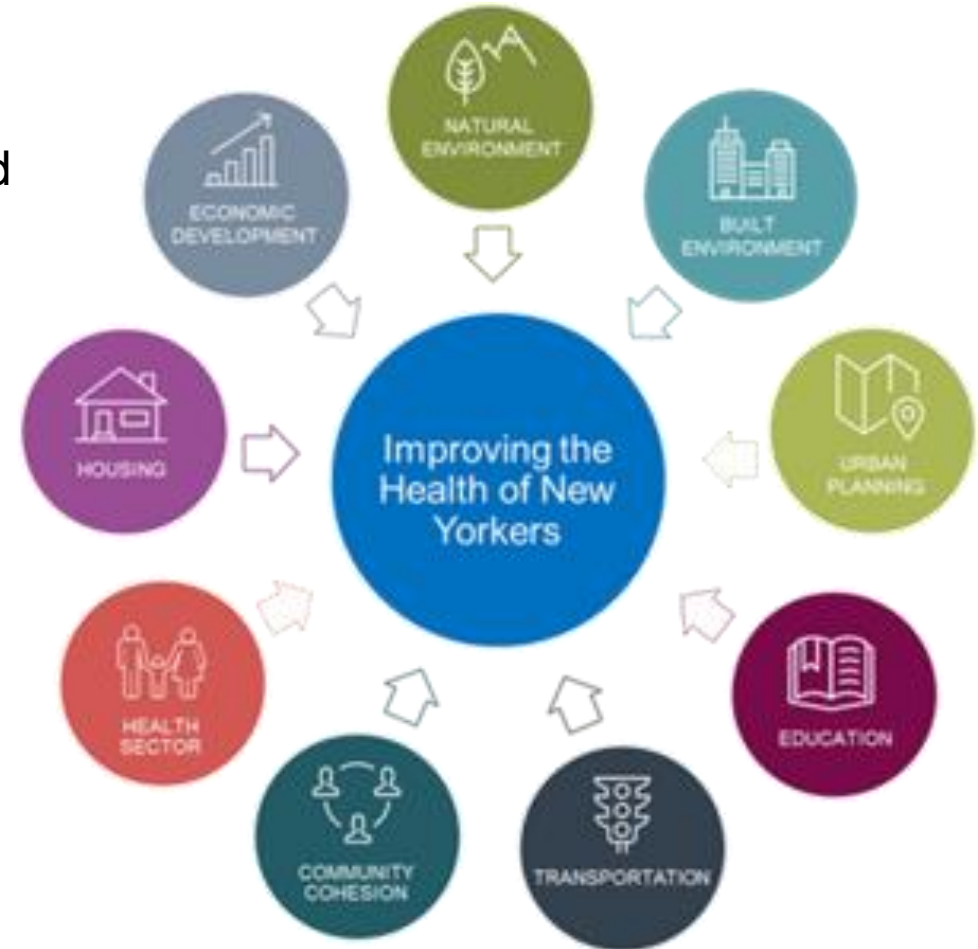 d
NATURAL
ENVIRONMENT
ECONOMIC
DEVELOPMENT
BUILT
ENVIRONMENT
HOUSING
Improving the
Health of New
Yorkers
URBAN
PLANNING
HEALTH
SECTOR
EDUCATION
COMMUNITY
COHESION
TRANSPORTATION